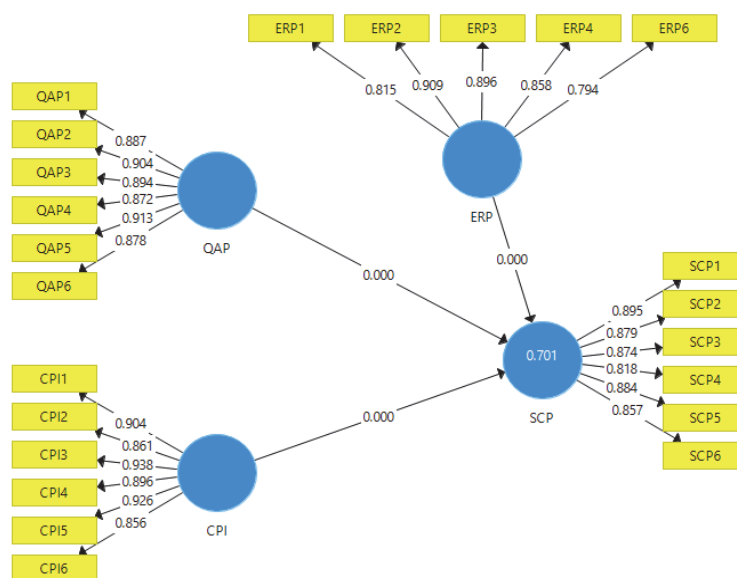 ERP1 ERP2 ERP3 ERP4 ERP6
0.815 0.909 0.896 0.858 0.794
ERP
QAP1
QAP2
QAP3
QAP4
QAP5
QAP6
0.887
0.904
0.894
0.872
0.913
0.878
QAP
0.000
0.000
SCP1
SCP2
SCP3
SCP4
SCP5
SCP6
0.895
0.879
0.874
0.818
0.884
0.857
0.701
SCP
CPI1
CPI2
CPI3
CPI4
CPI5
CPI6
0.904
0.861
0.938
0.896
0.926
0.856
CPI
0.000